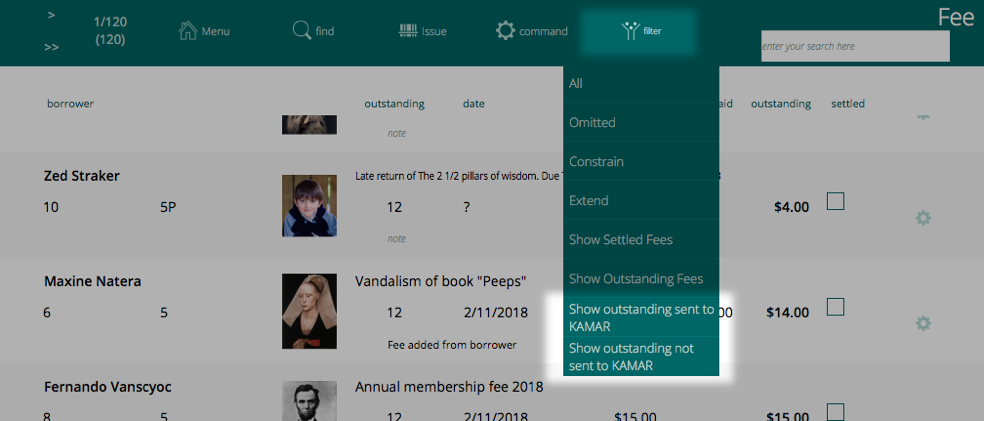 > 1/120 Menu find Issue command filter Fee
>> (120) enter your search here
borrower outstanding date aid outstanding settled
All
note
Omitted
Zed Straker Late return of The 2 1/2 pillars of wisdom. Due
Constrain
10 5P 12 ? $4.00
Extend
note
Show Settled Fees
Maxine Natera Vandalism of book "Peeps"
Show Outstanding Fees
6 5 12 2/11/2018 00 $14.00
Show outstanding sent to
KAMAR
Fee added from borrower
Show outstanding not
sent to KAMAR
Fernando Vanscyoc Annual membership fee 2018
8 5 12 2/11/2018 $15.00 $15.00